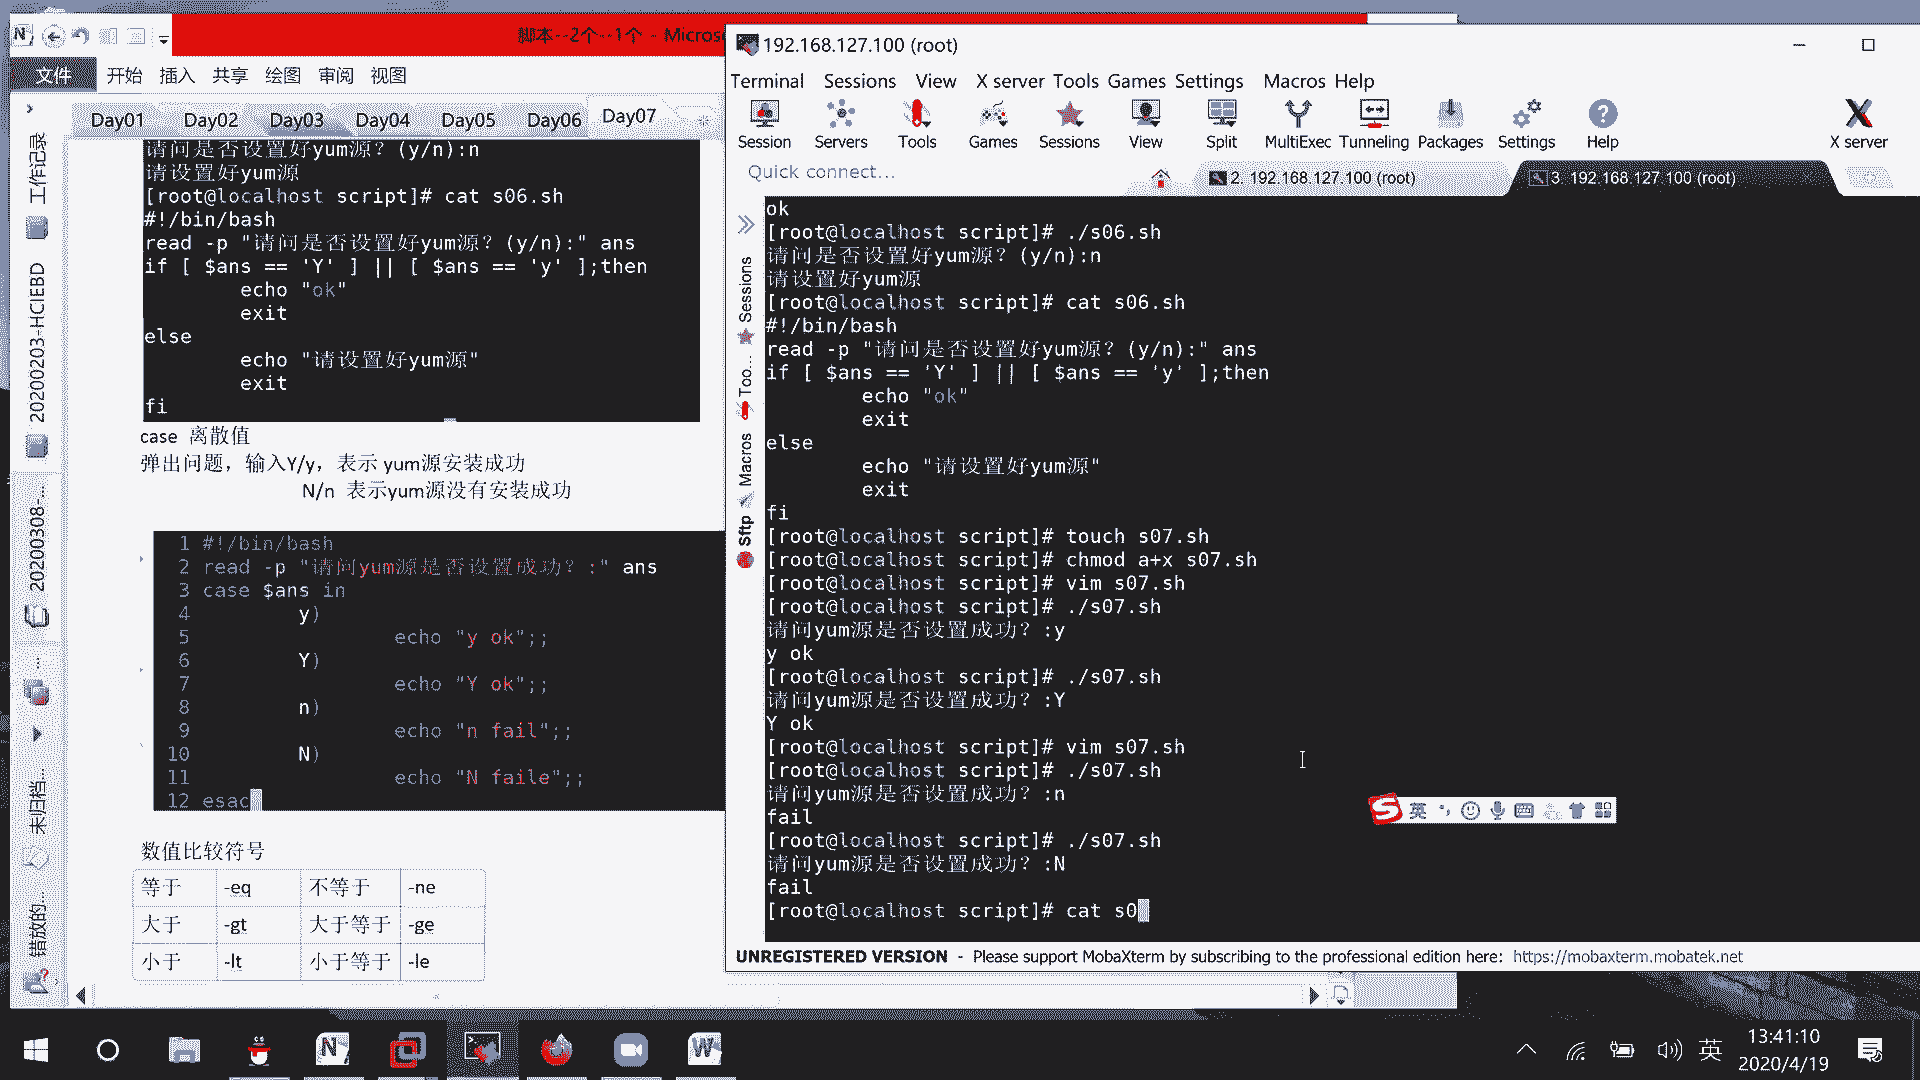 脚本--2个--1个 - Micros
文件 开始 插入 共享 绘图 审阅 视图
Day01 Day02 Day03 Day04 Day05 Day06 Day07
工作记录
20200203-HCIEBD
20200308-...
...
未归档...
错放的...
请问是否设置好yum源？(y/n):n
请设置好yum源
[root@localhost script]# cat s06.sh
#!/bin/bash
read -p "请问是否设置好yum源？(y/n):" ans
if [ $ans == 'Y' ] || [ $ans == 'y' ];then
echo "ok"
exit
else
echo "请设置好yum源"
exit
fi
case 离散值
弹出问题，输入Y/y，表示 yum源安装成功
N/n 表示yum源没有安装成功
1 #!/bin/bash
2 read -p "请问yum源是否设置成功？:" ans
3 case $ans in
4 y)
5 echo "y ok";;
6 Y)
7 echo "Y ok";;
8 n)
9 echo "n fail";;
10 N)
11 echo "N faile";;
12 esac
数值比较符号
等于 -eq 不等于 -ne
大于 -gt 大于等于 -ge
小于 -lt 小于等于 -le
192.168.127.100 (root)
Terminal Sessions View X server Tools Games Settings Macros Help
Session Servers Tools Games Sessions View Split MultiExec Tunneling Packages Settings Help X server
Quick connect...
2. 192.168.127.100 (root)
3. 192.168.127.100 (root)
Sessions
Too...
Macros
Sftp
ok
[root@localhost script]# ./s06.sh
请问是否设置好yum源？(y/n):n
请设置好yum源
[root@localhost script]# cat s06.sh
#!/bin/bash
read -p "请问是否设置好yum源？(y/n):" ans
if [ $ans == 'Y' ] || [ $ans == 'y' ];then
echo "ok"
exit
else
echo "请设置好yum源"
exit
fi
[root@localhost script]# touch s07.sh
[root@localhost script]# chmod a+x s07.sh
[root@localhost script]# vim s07.sh
[root@localhost script]# ./s07.sh
请问yum源是否设置成功？:y
y ok
[root@localhost script]# ./s07.sh
请问yum源是否设置成功？:Y
Y ok
[root@localhost script]# vim s07.sh
[root@localhost script]# ./s07.sh
请问yum源是否设置成功？:n
fail
[root@localhost script]# ./s07.sh
请问yum源是否设置成功？:N
fail
[root@localhost script]# cat s0
英
UNREGISTERED VERSION - Please support MobaXterm by subscribing to the professional edition here: https://mobaxterm.mobatek.net
英
13:41:10
2020/4/19